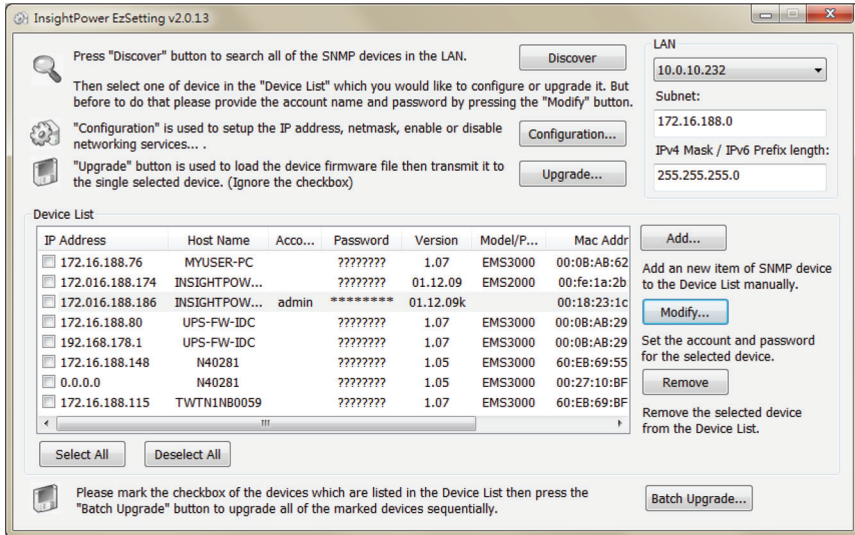 InsightPower EzSetting v2.0.13
Press "Discover" button to search all of the SNMP devices in the LAN.
Discover
Then select one of device in the "Device List" which you would like to configure or upgrade it. But
before to do that please provide the account name and password by pressing the "Modify" button.
"Configuration" is used to setup the IP address, netmask, enable or disable
networking services... .
Configuration...
"Upgrade" button is used to load the device firmware file then transmit it to
the single selected device. (Ignore the checkbox)
Upgrade...
LAN
10.0.10.232
Subnet:
172.16.188.0
IPv4 Mask / IPv6 Prefix length:
255.255.255.0
Device List
IP Address Host Name Acco... Password Version Model/P... Mac Addr
172.16.188.76 MYUSER-PC ???????? 1.07 EMS3000 00:0B:AB:62
172.016.188.174 INSIGHTPOW... ???????? 01.12.09 EMS2000 00:fe:1a:2b
172.016.188.186 INSIGHTPOW... admin ******** 01.12.09k 00:18:23:1c
172.16.188.80 UPS-FW-IDC ???????? 1.07 EMS3000 00:0B:AB:29
192.168.178.1 UPS-FW-IDC ???????? 1.07 EMS3000 00:0B:AB:29
172.16.188.148 N40281 ???????? 1.05 EMS3000 60:EB:69:55
0.0.0.0 N40281 ???????? 1.05 EMS3000 00:27:10:BF
172.16.188.115 TWTN1NB0059 ???????? 1.07 EMS3000 60:EB:69:BF
Add...
Add an new item of SNMP device
to the Device List manually.
Modify...
Set the account and password
for the selected device.
Remove
Remove the selected device
from the Device List.
Select All
Deselect All
Please mark the checkbox of the devices which are listed in the Device List then press the
"Batch Upgrade" button to upgrade all of the marked devices sequentially.
Batch Upgrade...